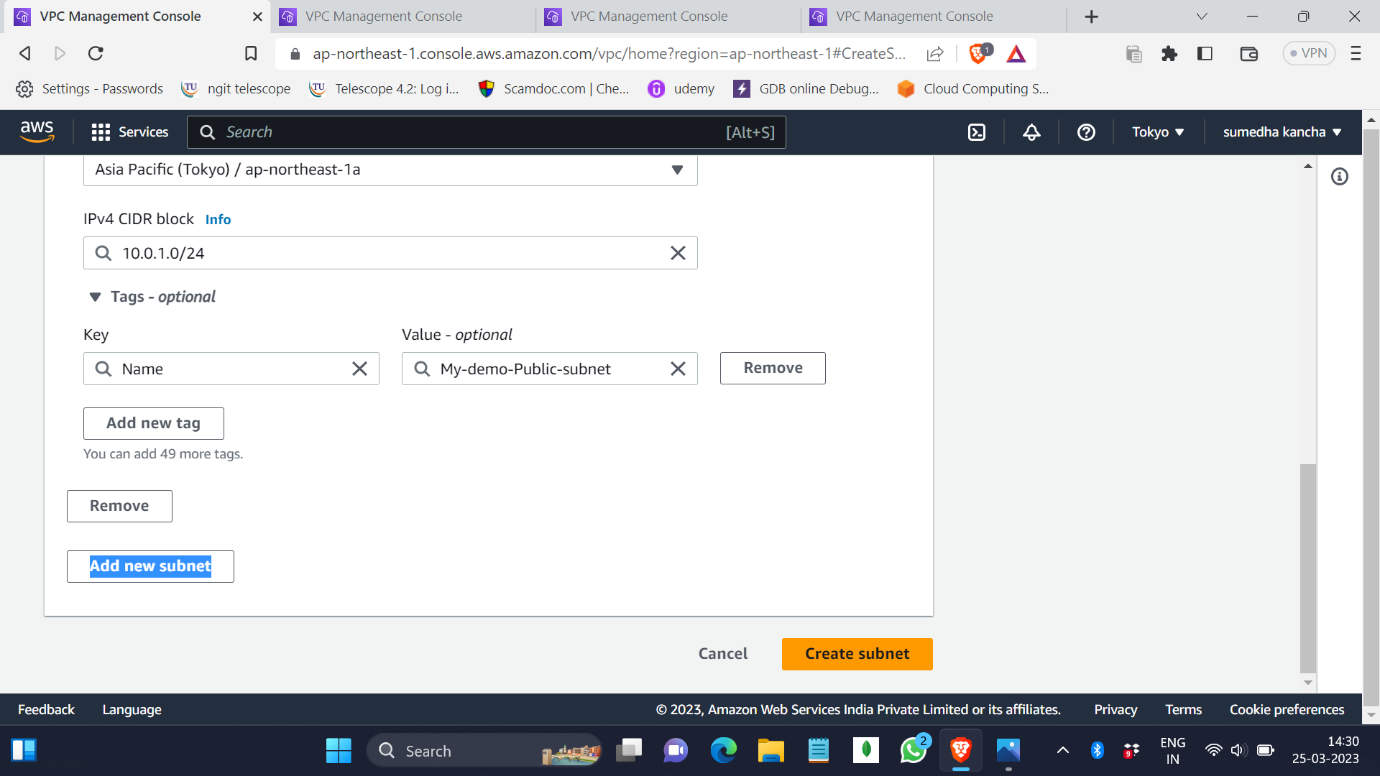 VPC Management Console VPC Management Console VPC Management Console VPC Management Console
ap-northeast-1.console.aws.amazon.com/vpc/home?region=ap-northeast-1#CreateS... 1 VPN
Settings - Passwords ngit telescope Telescope 4.2: Log i... Scamdoc.com | Che... udemy GDB online Debug... Cloud Computing S...
aws Services Search [Alt+S] Tokyo sumedha kancha
Asia Pacific (Tokyo) / ap-northeast-1a
IPv4 CIDR block Info
10.0.1.0/24
Tags - optional
Key Value - optional
Name My-demo-Public-subnet Remove
Add new tag
You can add 49 more tags.
Remove
Add new subnet
Cancel Create subnet
Feedback Language © 2023, Amazon Web Services India Private Limited or its affiliates. Privacy Terms Cookie preferences
Search 2 9 ENG 14:30
IN 25-03-2023